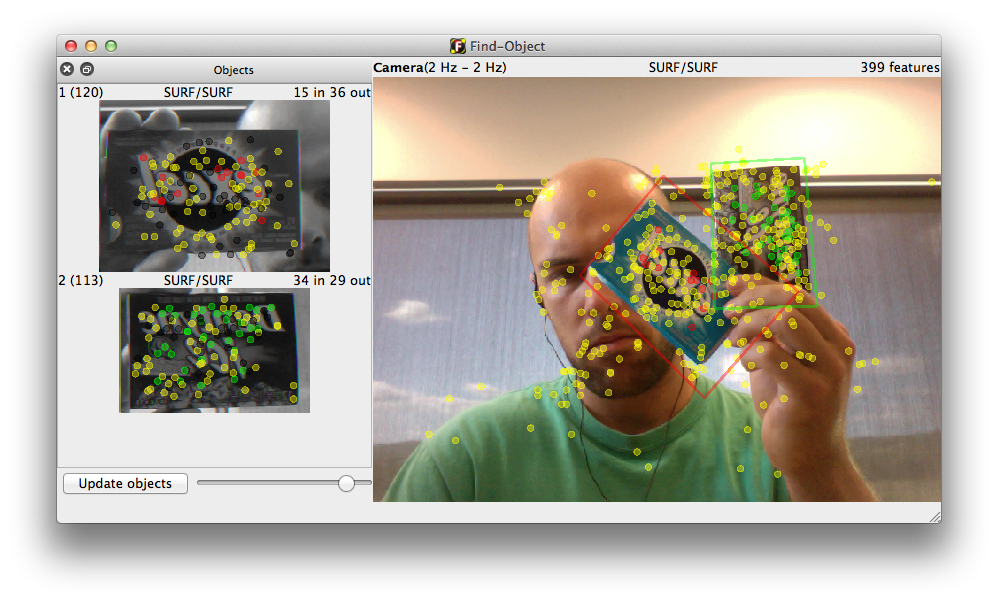 Find-Object
Objects
Camera(2 Hz - 2 Hz) SURF/SURF 399 features
1 (120) SURF/SURF 15 in 36 out
2 (113) SURF/SURF 34 in 29 out
Update objects